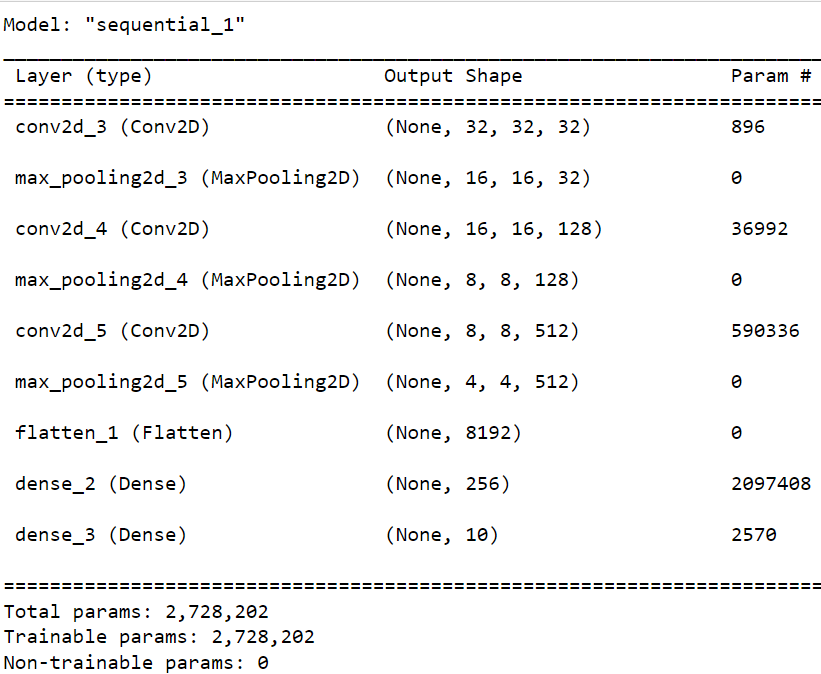 Model: "sequential_1"
Layer (type) Output Shape Param #
conv2d_3 (Conv2D) (None, 32, 32, 32) 896
max_pooling2d_3 (MaxPooling2D) (None, 16, 16, 32) 0
conv2d_4 (Conv2D) (None, 16, 16, 128) 36992
max_pooling2d_4 (MaxPooling2D) (None, 8, 8, 128) 0
conv2d_5 (Conv2D) (None, 8, 8, 512) 590336
max_pooling2d_5 (MaxPooling2D) (None, 4, 4, 512) 0
flatten_1 (Flatten) (None, 8192) 0
dense_2 (Dense) (None, 256) 2097408
dense_3 (Dense) (None, 10) 2570
Total params: 2,728,202
Trainable params: 2,728,202
Non-trainable params: 0